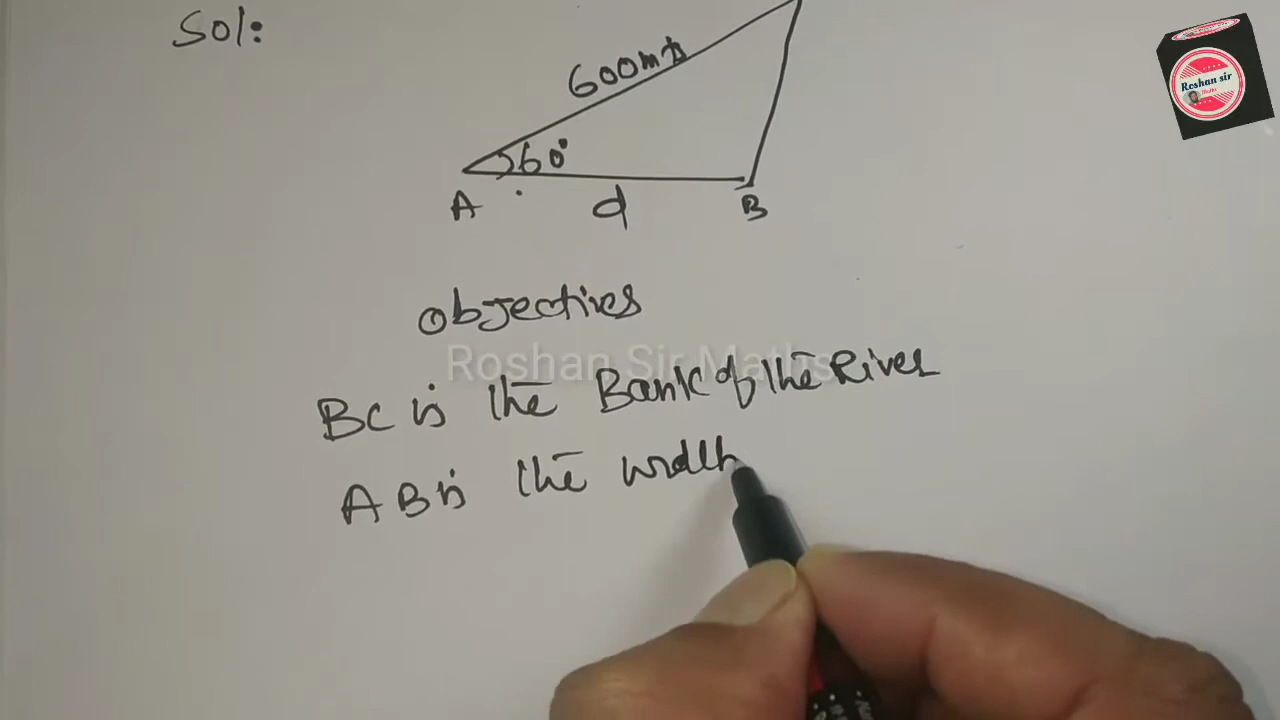 Sol:
600mts
60°
A
d
B
Objectives
Roshan Sir Maths
BC is the Bank of the River
AB is the width
Roshan sir
Maths